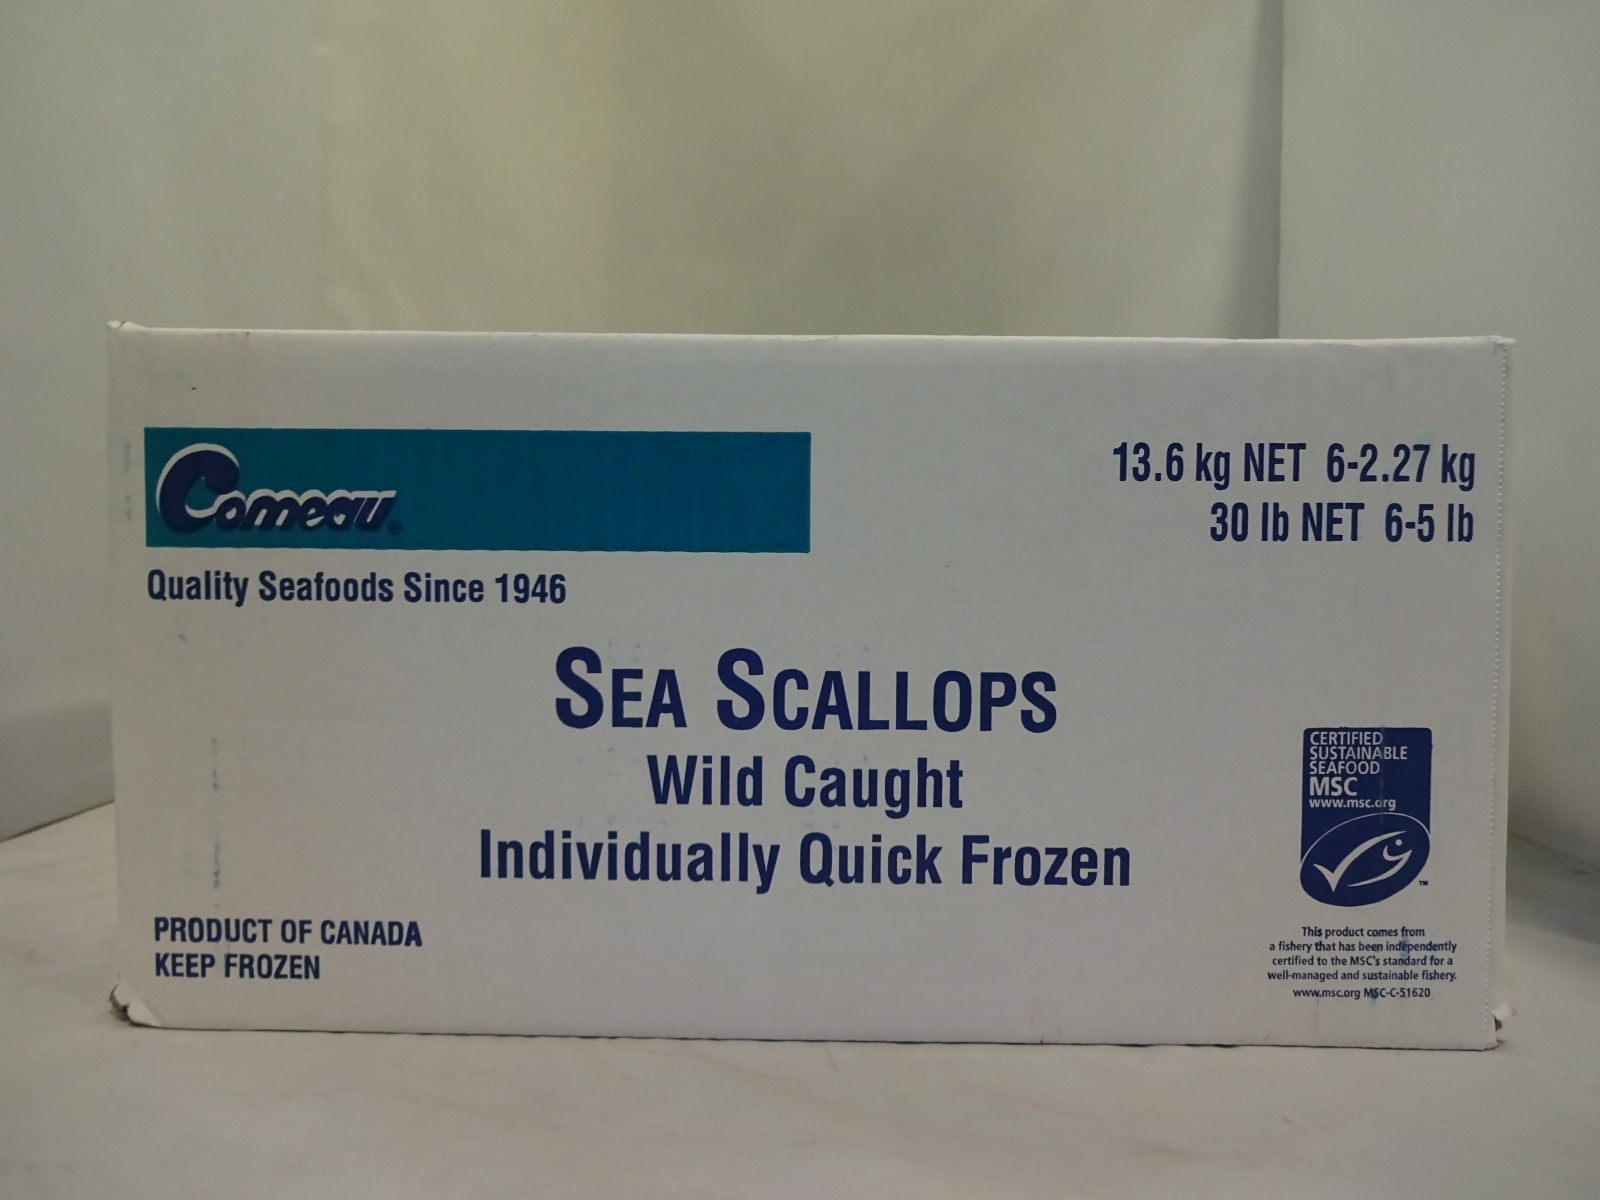 Comeau®
Quality Seafoods Since 1946
13.6 kg NET 6-2.27 kg
30 lb NET 6-5 lb
SEA SCALLOPS
Wild Caught
Individually Quick Frozen
PRODUCT OF CANADA
KEEP FROZEN
CERTIFIED
SUSTAINABLE
SEAFOOD
MSC
www.msc.org
™
This product comes from
a fishery that has been independently
certified to the MSC's standard for a
well-managed and sustainable fishery.
www.msc.org MSC-C-51620